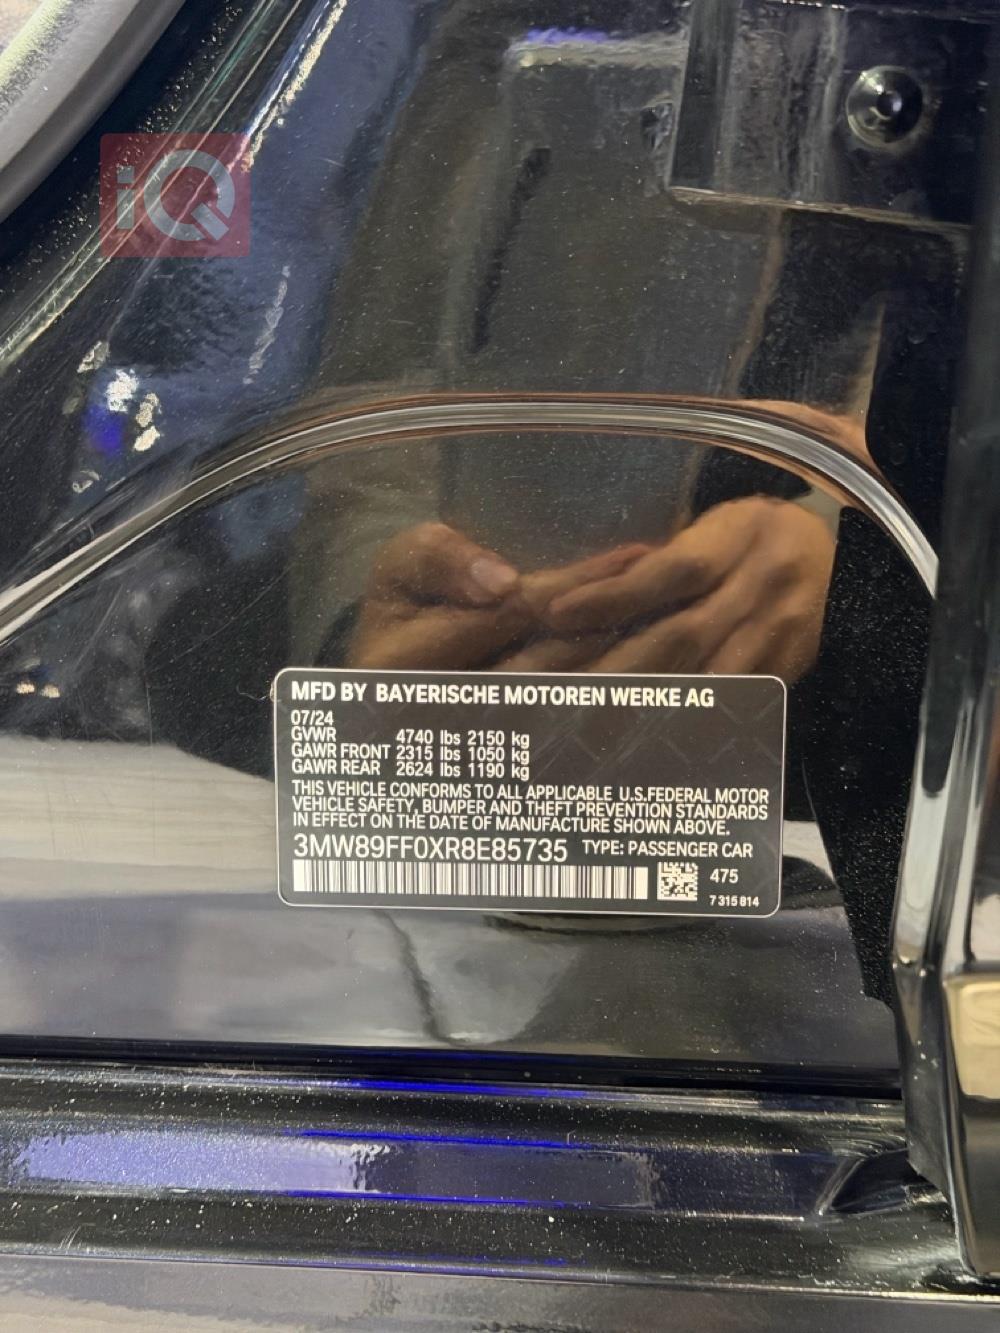 iQ
MFD BY BAYERISCHE MOTOREN WERKE AG
07/24
GVWR 4740 lbs 2150 kg
GAWR FRONT 2315 lbs 1050 kg
GAWR REAR 2624 lbs 1190 kg
THIS VEHICLE CONFORMS TO ALL APPLICABLE U.S.FEDERAL MOTOR
VEHICLE SAFETY, BUMPER AND THEFT PREVENTION STANDARDS
IN EFFECT ON THE DATE OF MANUFACTURE SHOWN ABOVE.
3MW89FF0XR8E85735 TYPE: PASSENGER CAR
475
7 315 814